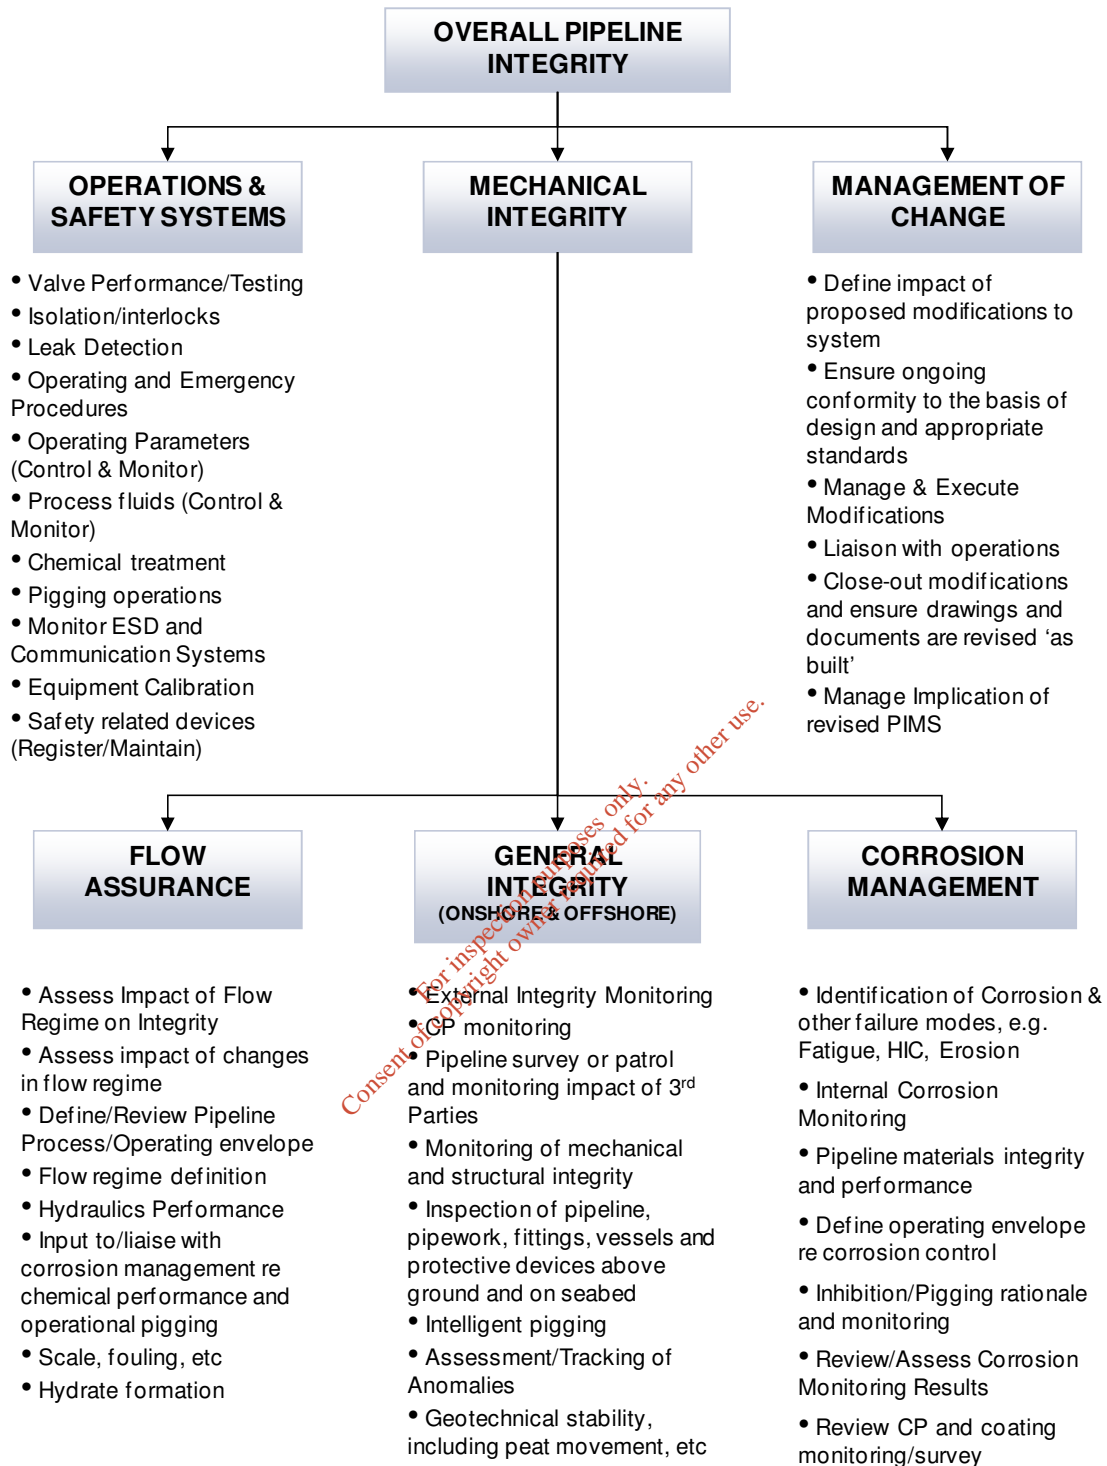 OVERALL PIPELINE
INTEGRITY
OPERATIONS &
SAFETY SYSTEMS
• Valve Performance/Testing
• Isolation/interlocks
• Leak Detection
• Operating and Emergency
Procedures
• Operating Parameters
(Control & Monitor)
• Process fluids (Control &
Monitor)
• Chemical treatment
• Pigging operations
• Monitor ESD and
Communication Systems
• Equipment Calibration
• Safety related devices
(Register/Maintain)
MECHANICAL
INTEGRITY
MANAGEMENT OF
CHANGE
• Define impact of
proposed modifications to
system
• Ensure ongoing
conformity to the basis of
design and appropriate
standards
• Manage & Execute
Modifications
• Liaison with operations
• Close-out modifications
and ensure drawings and
documents are revised ‘as
built’
• Manage Implication of
revised PIMS
FLOW
ASSURANCE
• Assess Impact of Flow
Regime on Integrity
• Assess impact of changes
in flow regime
• Define/Review Pipeline
Process/Operating envelope
• Flow regime definition
• Hydraulics Performance
• Input to/liaise with
corrosion management re
chemical performance and
operational pigging
• Scale, fouling, etc
• Hydrate formation
GENERAL
INTEGRITY
(ONSHORE & OFFSHORE)
• External Integrity Monitoring
• CP monitoring
• Pipeline survey or patrol
and monitoring impact of 3rd
Parties
• Monitoring of mechanical
and structural integrity
• Inspection of pipeline,
pipework, fittings, vessels and
protective devices above
ground and on seabed
• Intelligent pigging
• Assessment/Tracking of
Anomalies
• Geotechnical stability,
including peat movement, etc
CORROSION
MANAGEMENT
• Identification of Corrosion &
other failure modes, e.g.
Fatigue, HIC, Erosion
• Internal Corrosion
Monitoring
• Pipeline materials integrity
and performance
• Define operating envelope
re corrosion control
• Inhibition/Pigging rationale
and monitoring
• Review/Assess Corrosion
Monitoring Results
• Review CP and coating
monitoring/survey
For inspection purposes only.
Consent of copyright owner required for any other use.